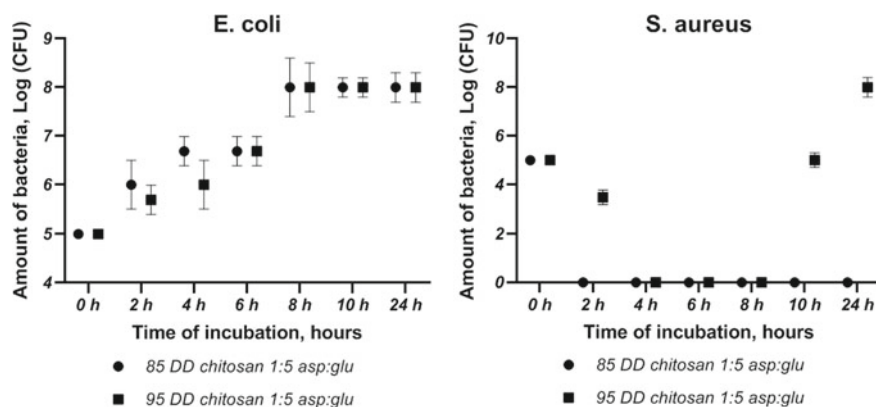 E. coli
Amount of bacteria, Log (CFU)
9
8
7
6
5
4
0 h 2 h 4 h 6 h 8 h 10 h 24 h
Time of incubation, hours
85 DD chitosan 1:5 asp:glu
95 DD chitosan 1:5 asp:glu
S. aureus
Amount of bacteria, Log (CFU)
10
8
6
4
2
0
0 h 2 h 4 h 6 h 8 h 10 h 24 h
Time of incubation, hours
85 DD chitosan 1:5 asp:glu
95 DD chitosan 1:5 asp:glu